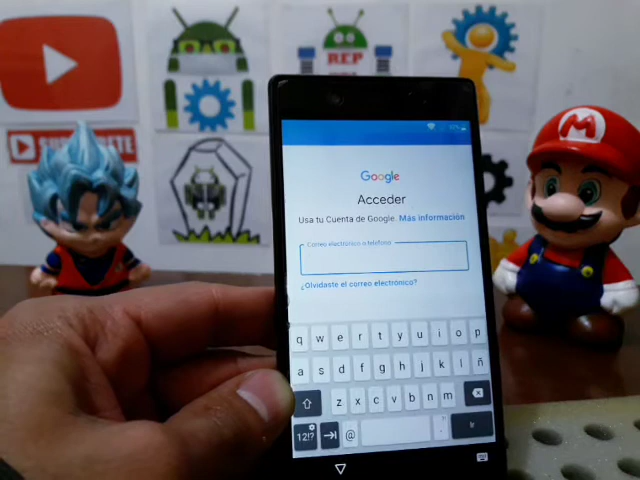 REP
SUSCRIBETE
M
Google
Acceder
Usa tu Cuenta de Google. Más información
Correo electrónico o teléfono
¿Olvidaste el correo electrónico?
q w e r t y u i o p
a s d f g h j k l ñ
z x c v b n m
12!? @ . Ir